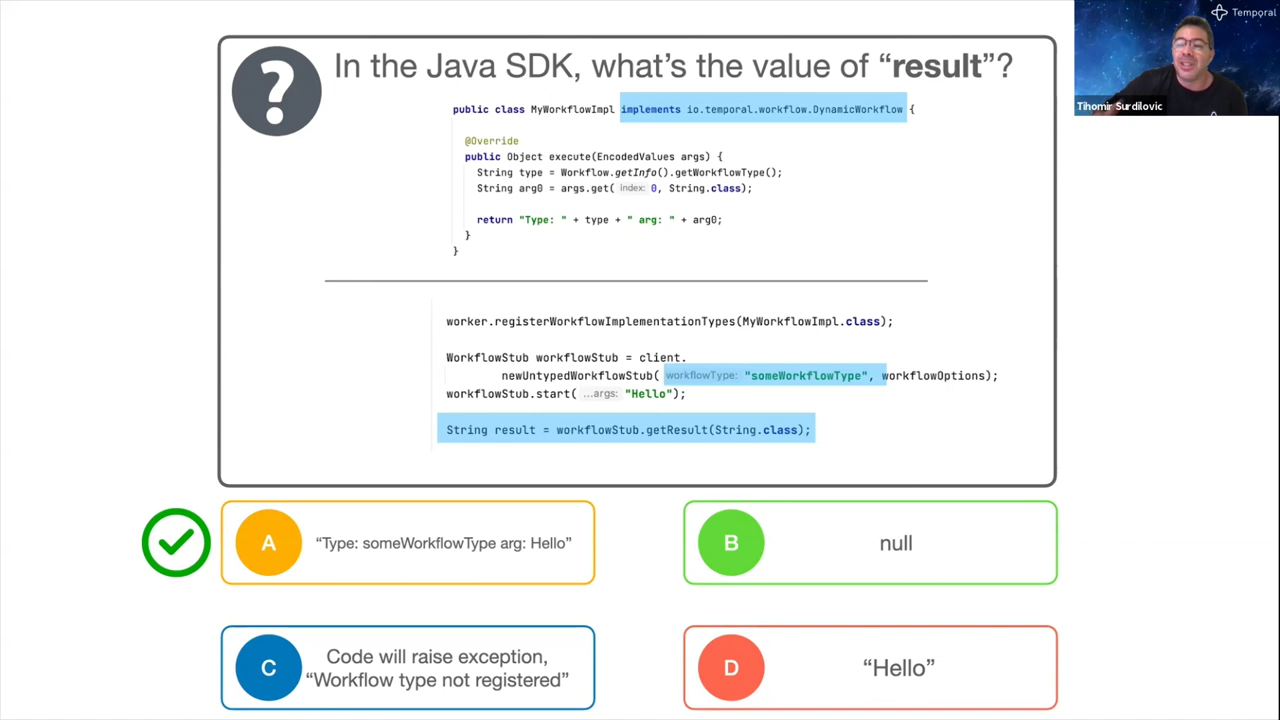 Temporal
Tihomir Surdilovic
?
In the Java SDK, what's the value of “result”?
public class MyWorkflowImpl implements io.temporal.workflow.DynamicWorkflow {
@Override
public Object execute(EncodedValues args) {
String type = Workflow.getInfo().getWorkflowType();
String arg0 = args.get( index: 0, String.class);
return "Type: " + type + " arg: " + arg0;
}
}
worker.registerWorkflowImplementationTypes(MyWorkflowImpl.class);
WorkflowStub workflowStub = client.
newUntypedWorkflowStub( workflowType: "someWorkflowType", workflowOptions);
workflowStub.start( ...args: "Hello");
String result = workflowStub.getResult(String.class);
A
“Type: someWorkflowType arg: Hello”
B
null
C
Code will raise exception,
“Workflow type not registered”
D
“Hello”